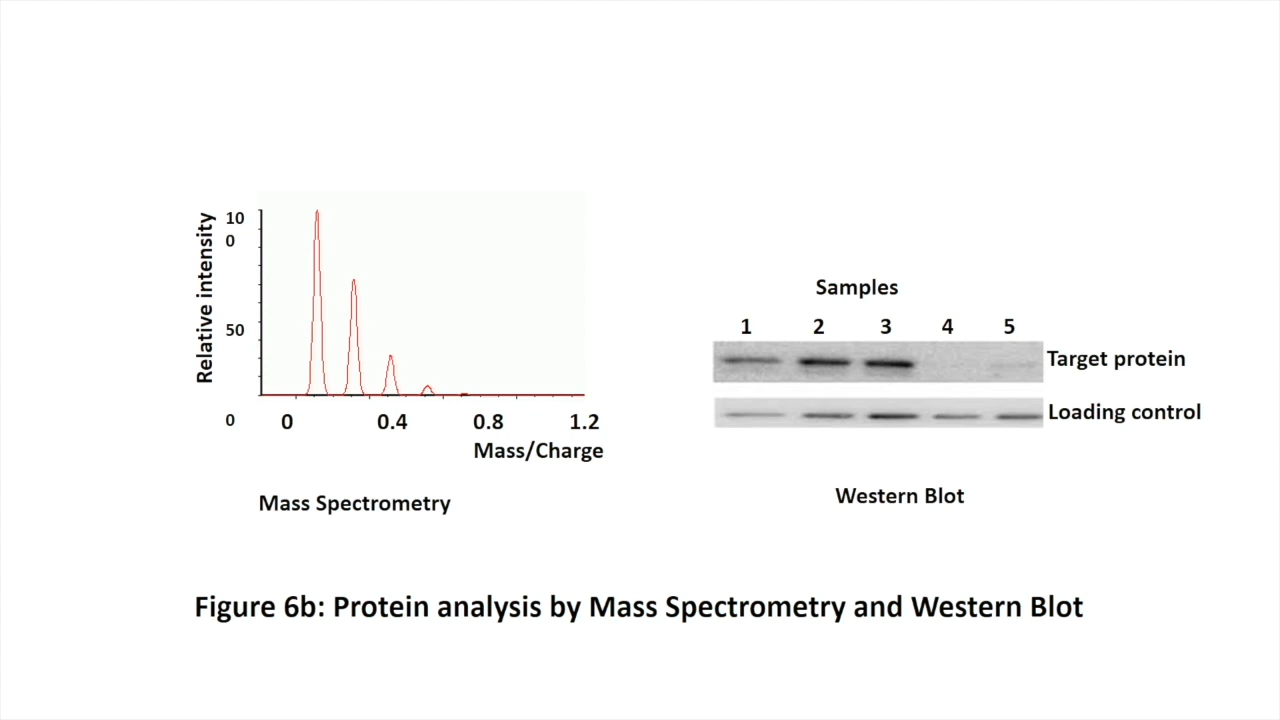 Relative intensity
10
0
50
0
0 0.4 0.8 1.2
Mass/Charge
Mass Spectrometry
Samples
1 2 3 4 5
Target protein
Loading control
Western Blot
Figure 6b: Protein analysis by Mass Spectrometry and Western Blot